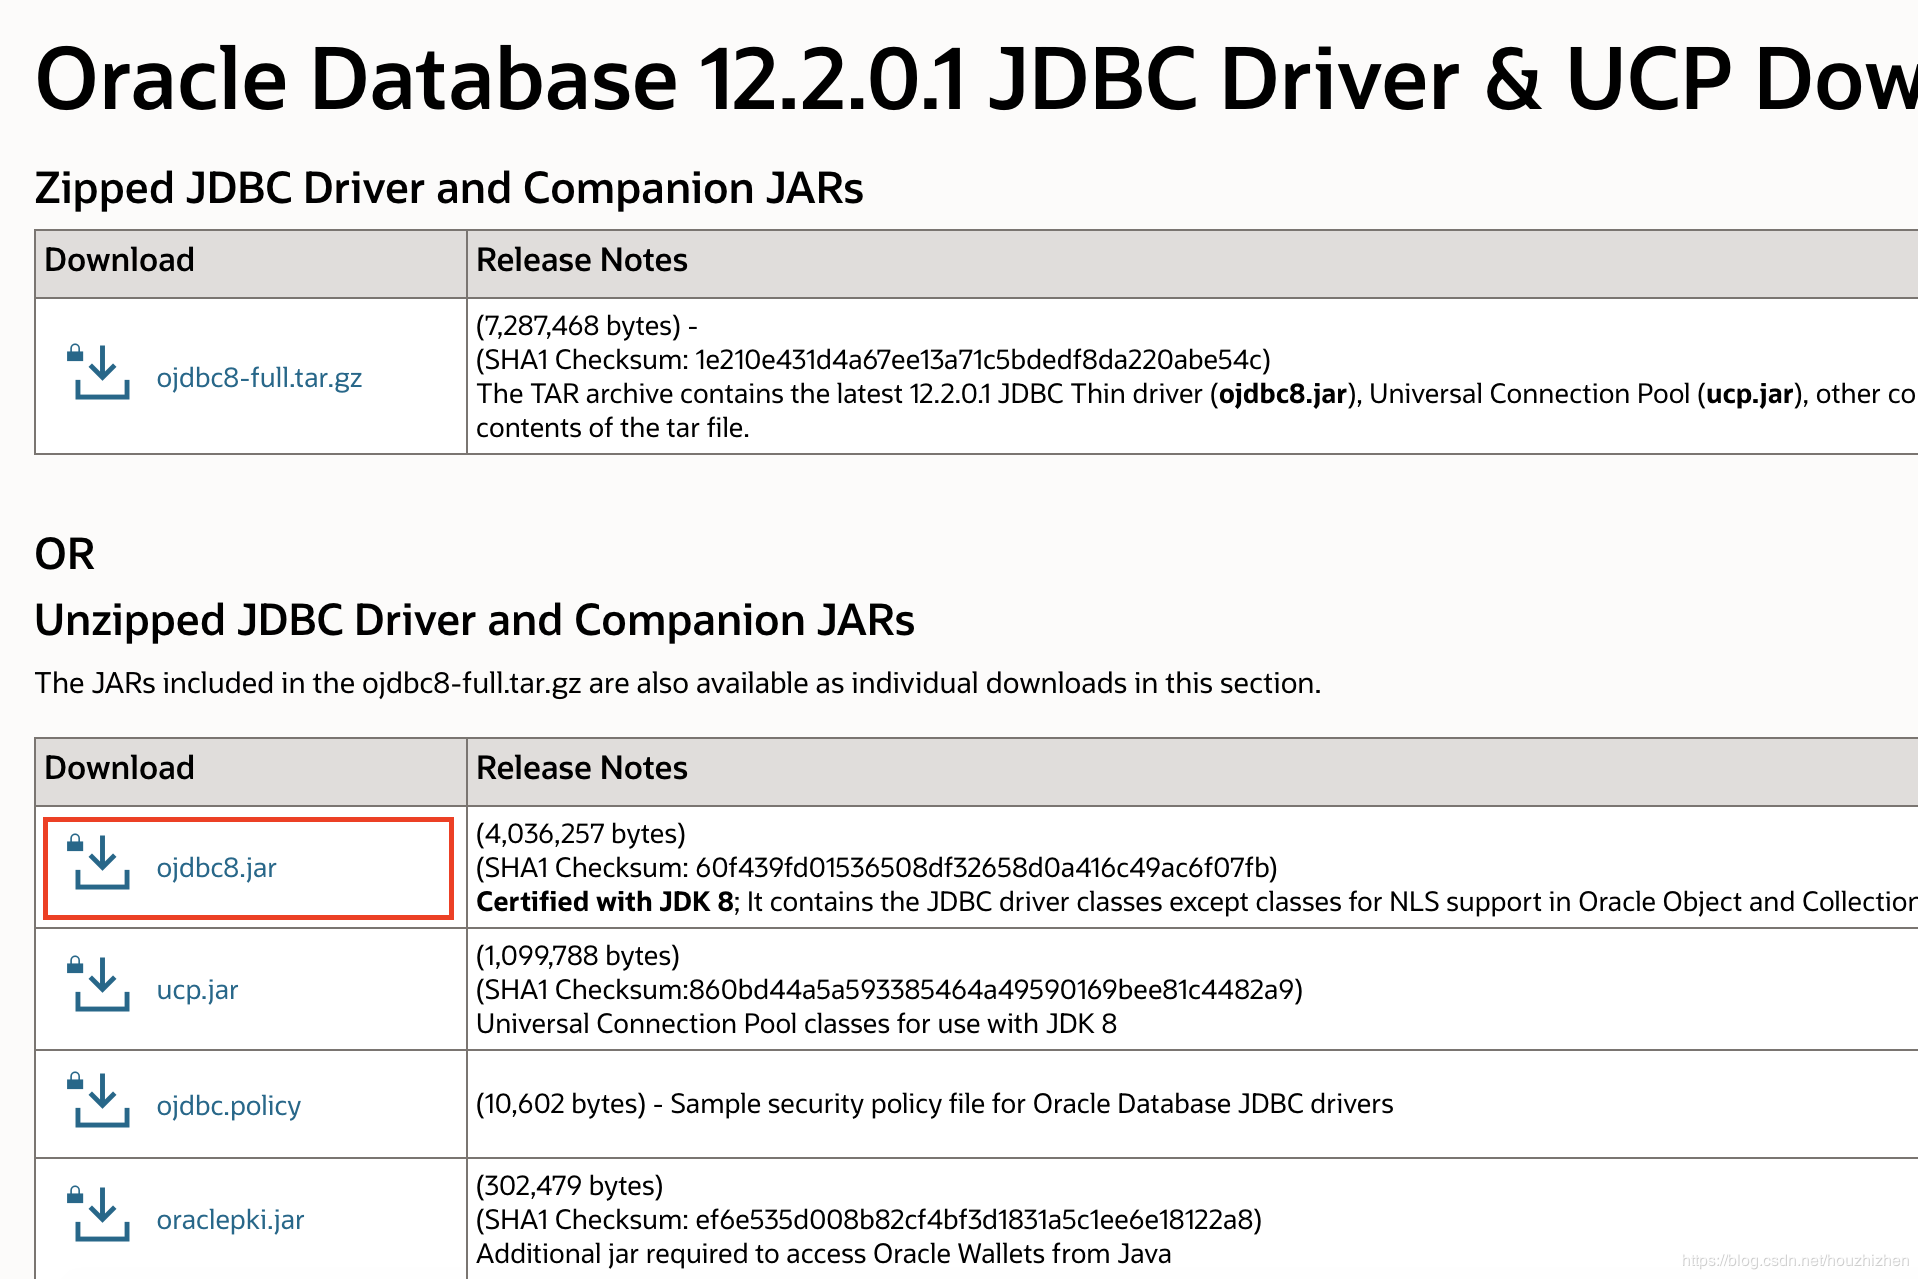 Oracle Database 12.2.0.1 JDBC Driver & UCP Dow
Zipped JDBC Driver and Companion JARs
Download
Release Notes
ojdbc8-full.tar.gz
(7,287,468 bytes) -
(SHA1 Checksum: 1e210e431d4a67ee13a71c5bdedf8da220abe54c)
The TAR archive contains the latest 12.2.0.1 JDBC Thin driver (ojdbc8.jar), Universal Connection Pool (ucp.jar), other co
contents of the tar file.
OR
Unzipped JDBC Driver and Companion JARs
The JARs included in the ojdbc8-full.tar.gz are also available as individual downloads in this section.
Download
Release Notes
ojdbc8.jar
(4,036,257 bytes)
(SHA1 Checksum: 60f439fd01536508df32658d0a416c49ac6f07fb)
Certified with JDK 8; It contains the JDBC driver classes except classes for NLS support in Oracle Object and Collection
ucp.jar
(1,099,788 bytes)
(SHA1 Checksum:860bd44a5a593385464a49590169bee81c4482a9)
Universal Connection Pool classes for use with JDK 8
ojdbc.policy
(10,602 bytes) - Sample security policy file for Oracle Database JDBC drivers
oraclepki.jar
(302,479 bytes)
(SHA1 Checksum: ef6e535d008b82cf4bf3d1831a5c1ee6e18122a8)
Additional jar required to access Oracle Wallets from Java
https://blog.csdn.net/houzhizhen